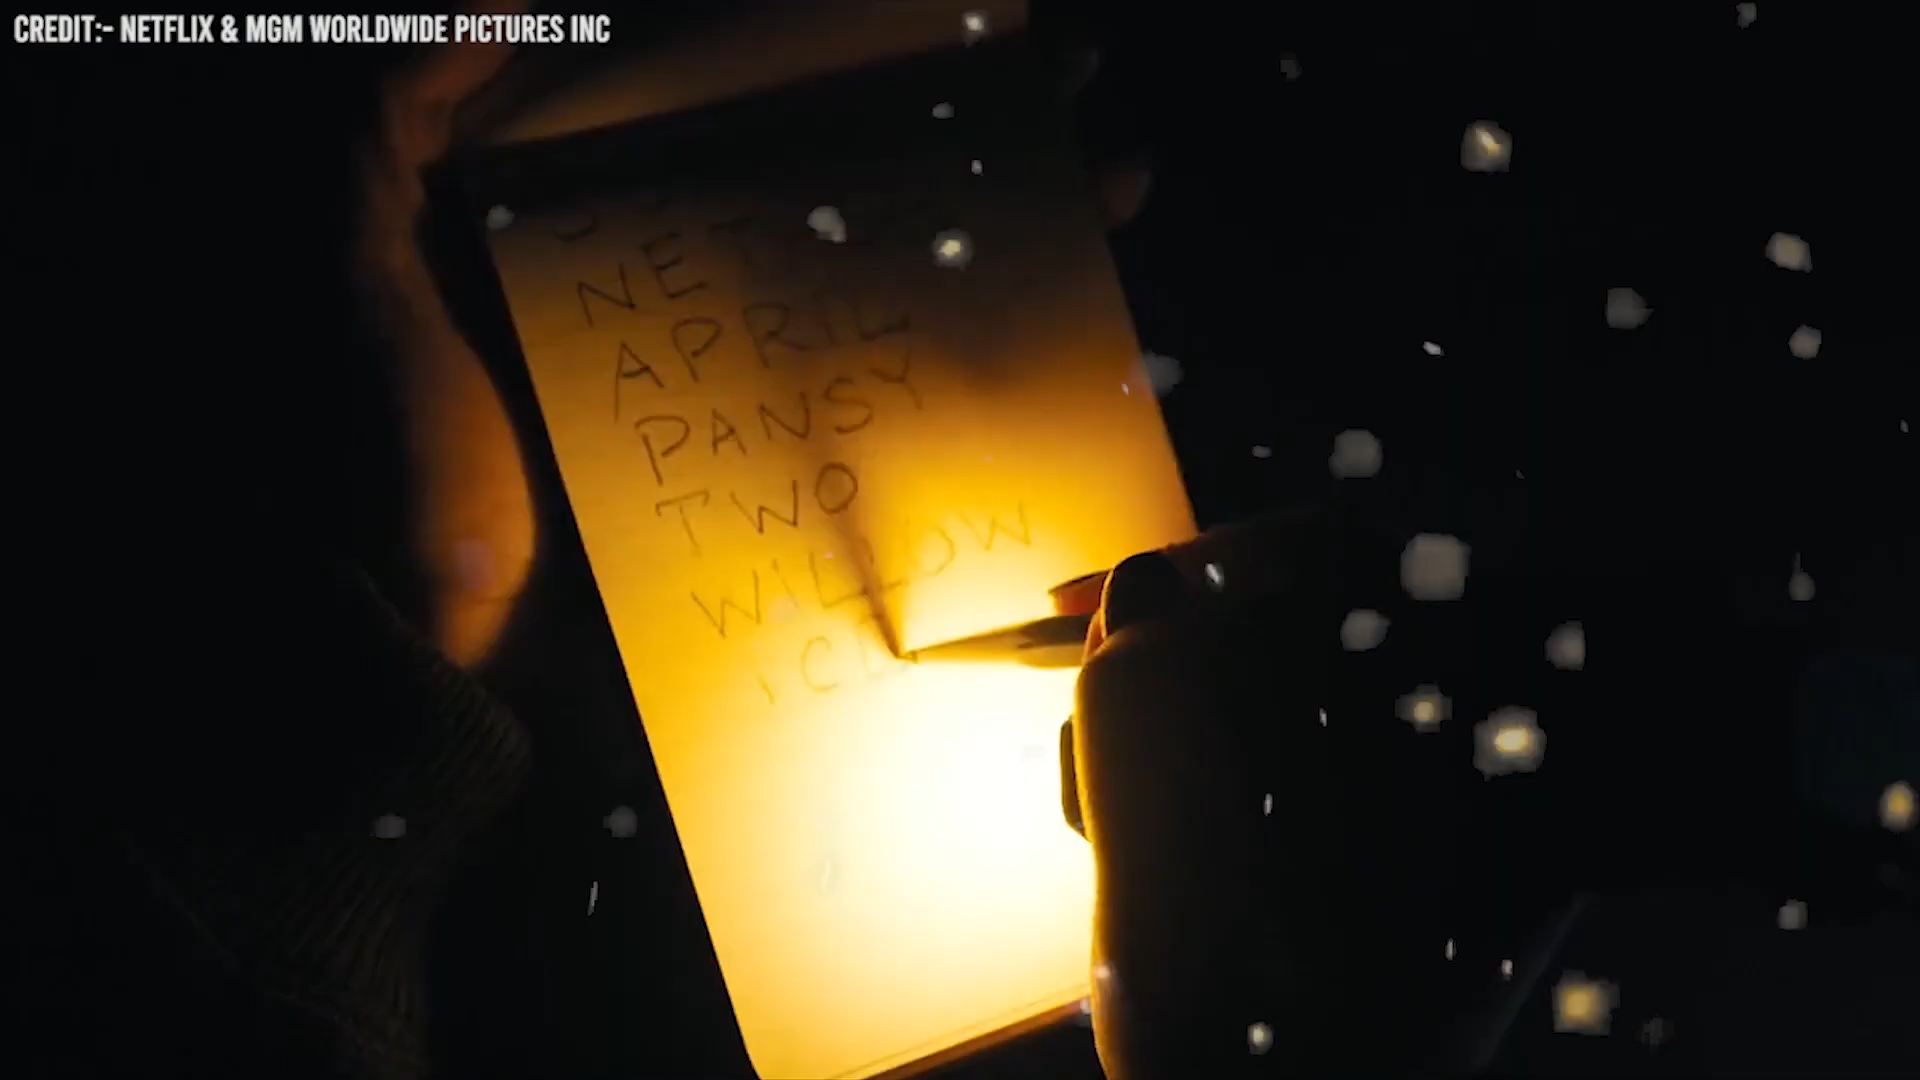 CREDIT:- NETFLIX & MGM WORLDWIDE PICTURES INC
APRIL
PANSY
TWO
WILLOW